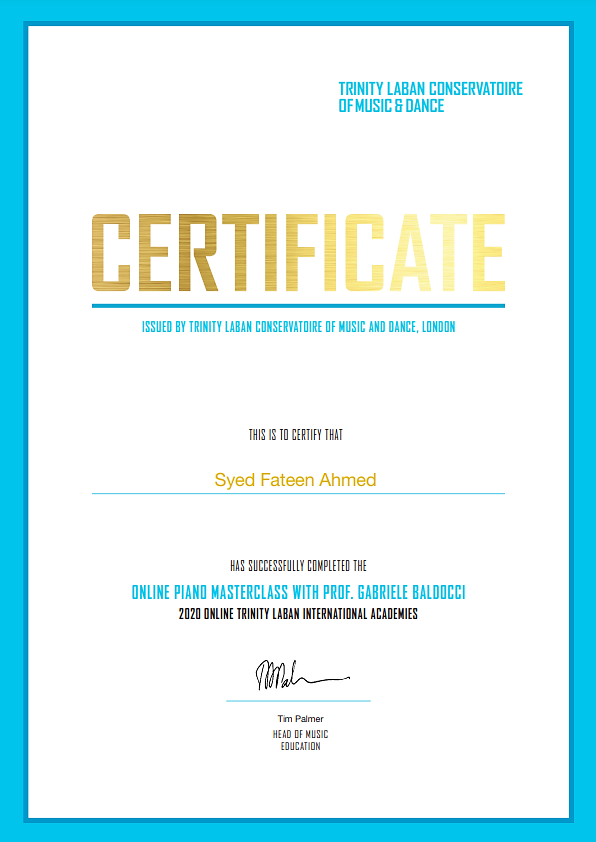 TRINITY LABAN CONSERVATOIRE
OF MUSIC & DANCE
CERTIFICATE
ISSUED BY TRINITY LABAN CONSERVATOIRE OF MUSIC AND DANCE, LONDON
THIS IS TO CERTIFY THAT
Syed Fateen Ahmed
HAS SUCCESSFULLY COMPLETED THE
ONLINE PIANO MASTERCLASS WITH PROF. GABRIELE BALDOCCI
2020 ONLINE TRINITY LABAN INTERNATIONAL ACADEMIES
Tim Palmer
HEAD OF MUSIC
EDUCATION